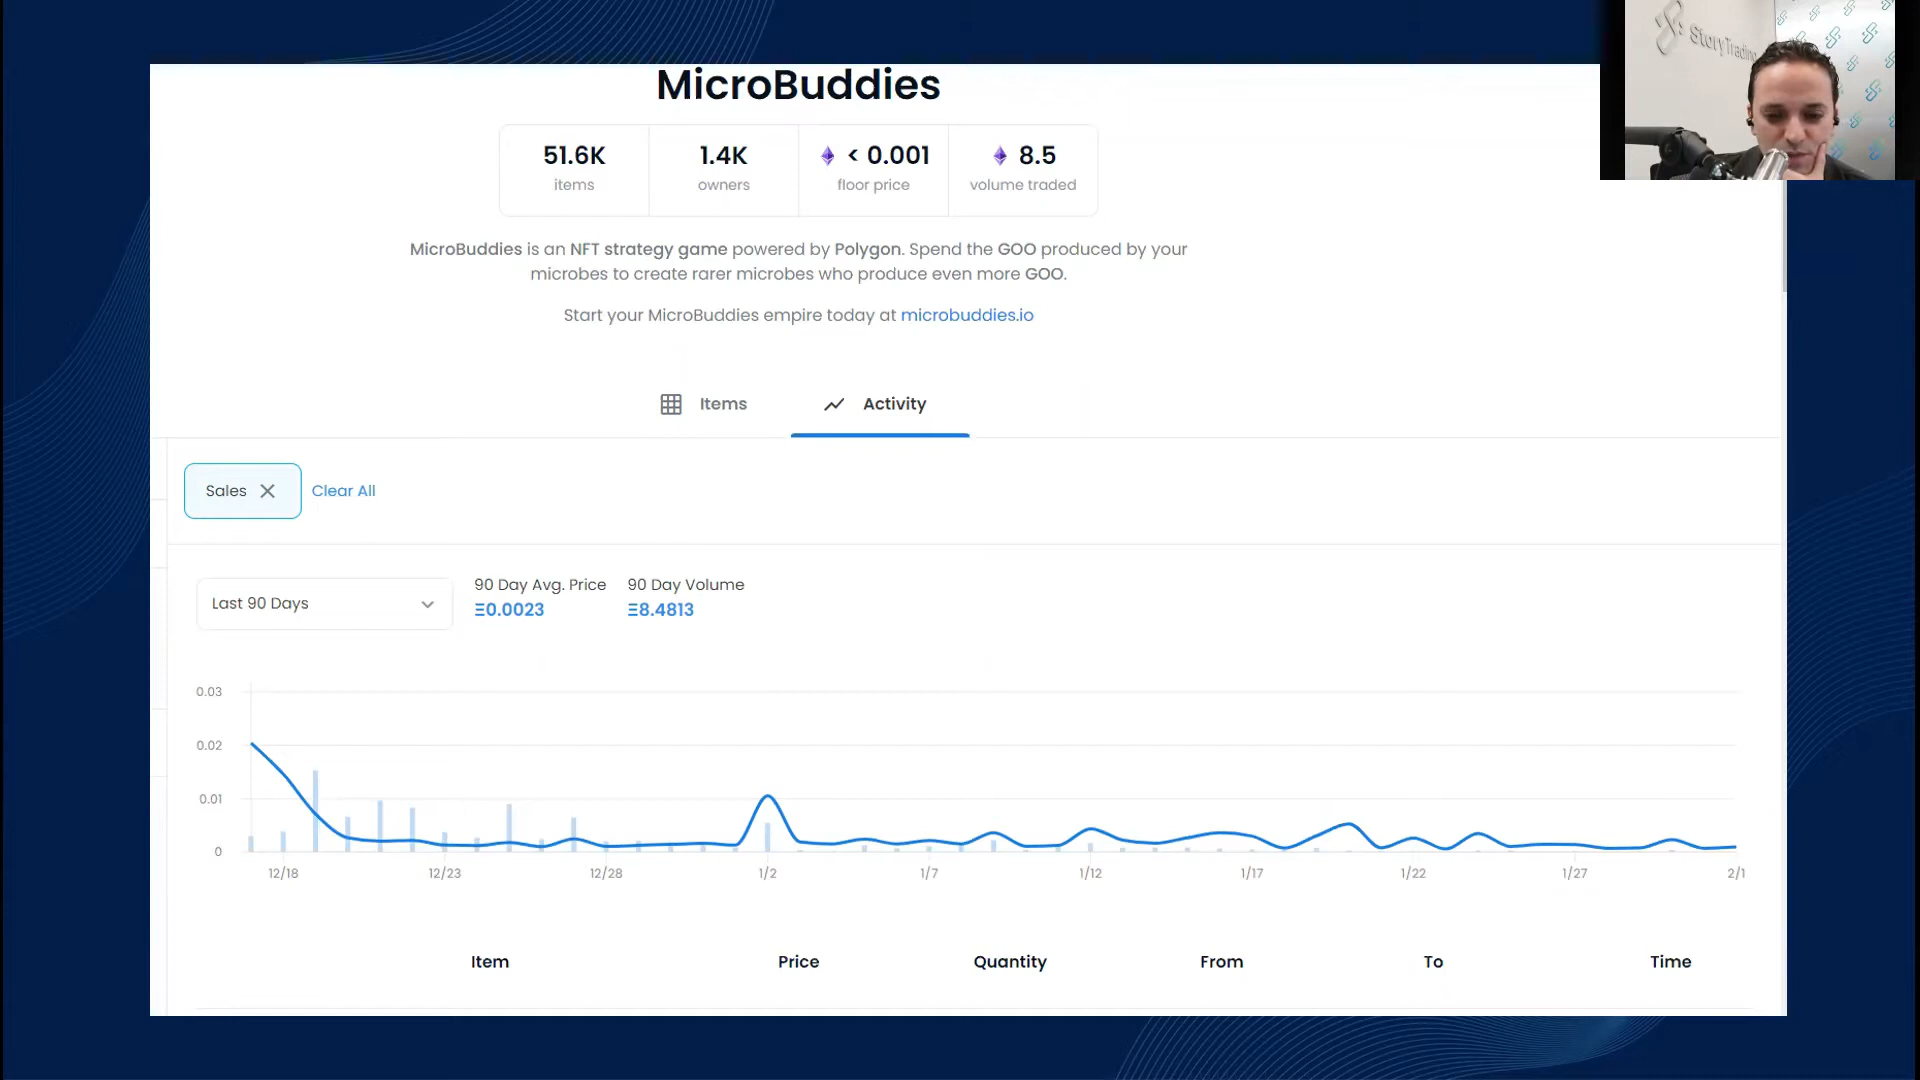 MicroBuddies
StoryTrading
51.6K
items
1.4K
owners
< 0.001
floor price
8.5
volume traded
MicroBuddies is an NFT strategy game powered by Polygon. Spend the GOO produced by your
microbes to create rarer microbes who produce even more GOO.
Start your MicroBuddies empire today at microbuddies.io
Items
Activity
Sales
Clear All
Last 90 Days
90 Day Avg. Price
Ξ0.0023
90 Day Volume
Ξ8.4813
0.03
0.02
0.01
0
12/18 12/23 12/28 1/2 1/7 1/12 1/17 1/22 1/27 2/1
Item Price Quantity From To Time